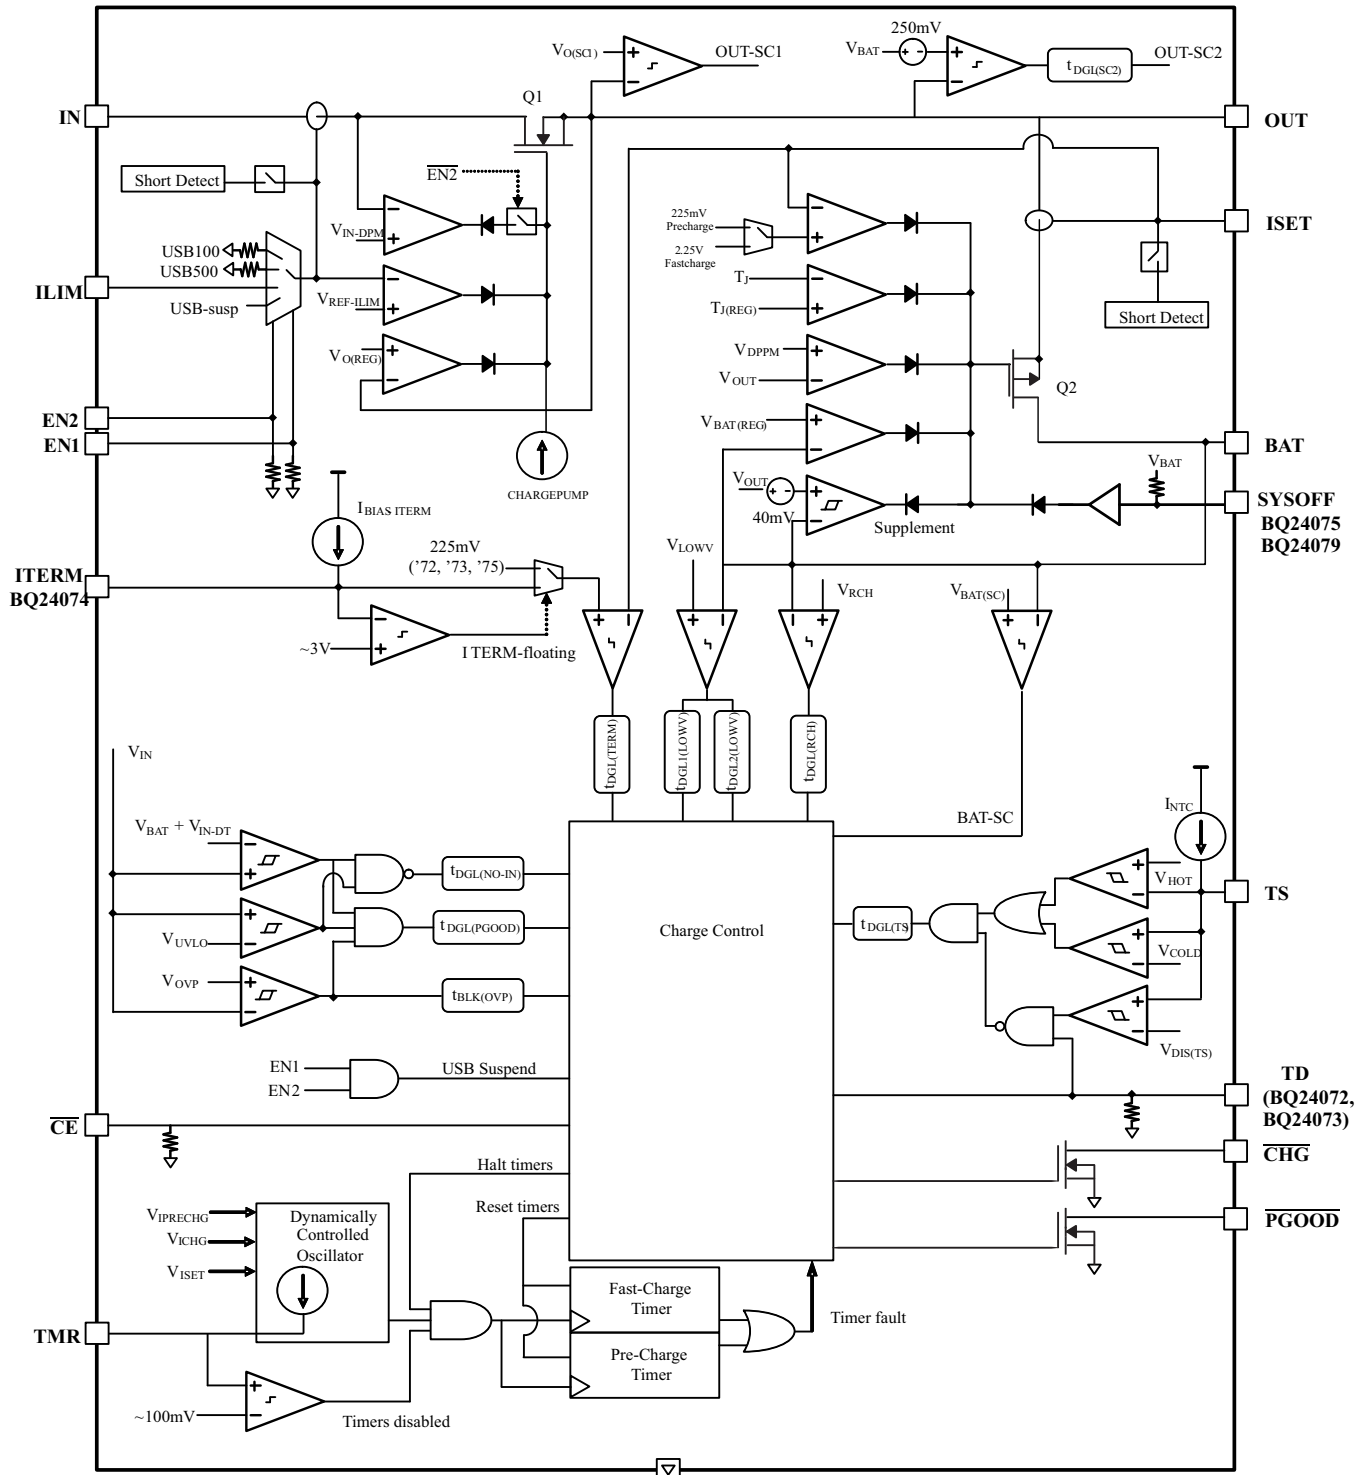 250mV
VO(SC1)
OUT-SC1
VBAT
tDGL(SC2)
OUT-SC2
Q1
IN
OUT
Short Detect
EN2
VIN-DPM
225mV
Precharge
2.25V
Fastcharge
ISET
USB100
USB500
ILIM
USB-susp
VREF-ILIM
TJ
TJ(REG)
Short Detect
VO(REG)
VDPPM
VOUT
Q2
EN2
EN1
VBAT(REG)
BAT
CHARGEPUMP
VOUT
40mV
Supplement
VBAT
SYSOFF
BQ24075
BQ24079
IBIAS ITERM
225mV
('72, '73, '75)
VLOWV
ITERM
BQ24074
VRCH
VBAT(SC)
~3V
I TERM-floating
tDGL(TERM)
tDGL1(LOWV)
tDGL2(LOWV)
tDGL(RCH)
VIN
BAT-SC
INTC
VBAT + VIN-DT
tDGL(NO-IN)
VHOT
TS
VUVLO
tDGL(PGOOD)
Charge Control
tDGL(TS)
VCOLD
VOVP
tBLK(OVP)
VDIS(TS)
EN1
EN2
USB Suspend
TD
(BQ24072,
BQ24073)
CE
CHG
Halt timers
Reset timers
PGOOD
VIPRECHG
VICHG
VISET
Dynamically
Controlled
Oscillator
Fast-Charge
Timer
TMR
Timer fault
Pre-Charge
Timer
~100mV
Timers disabled